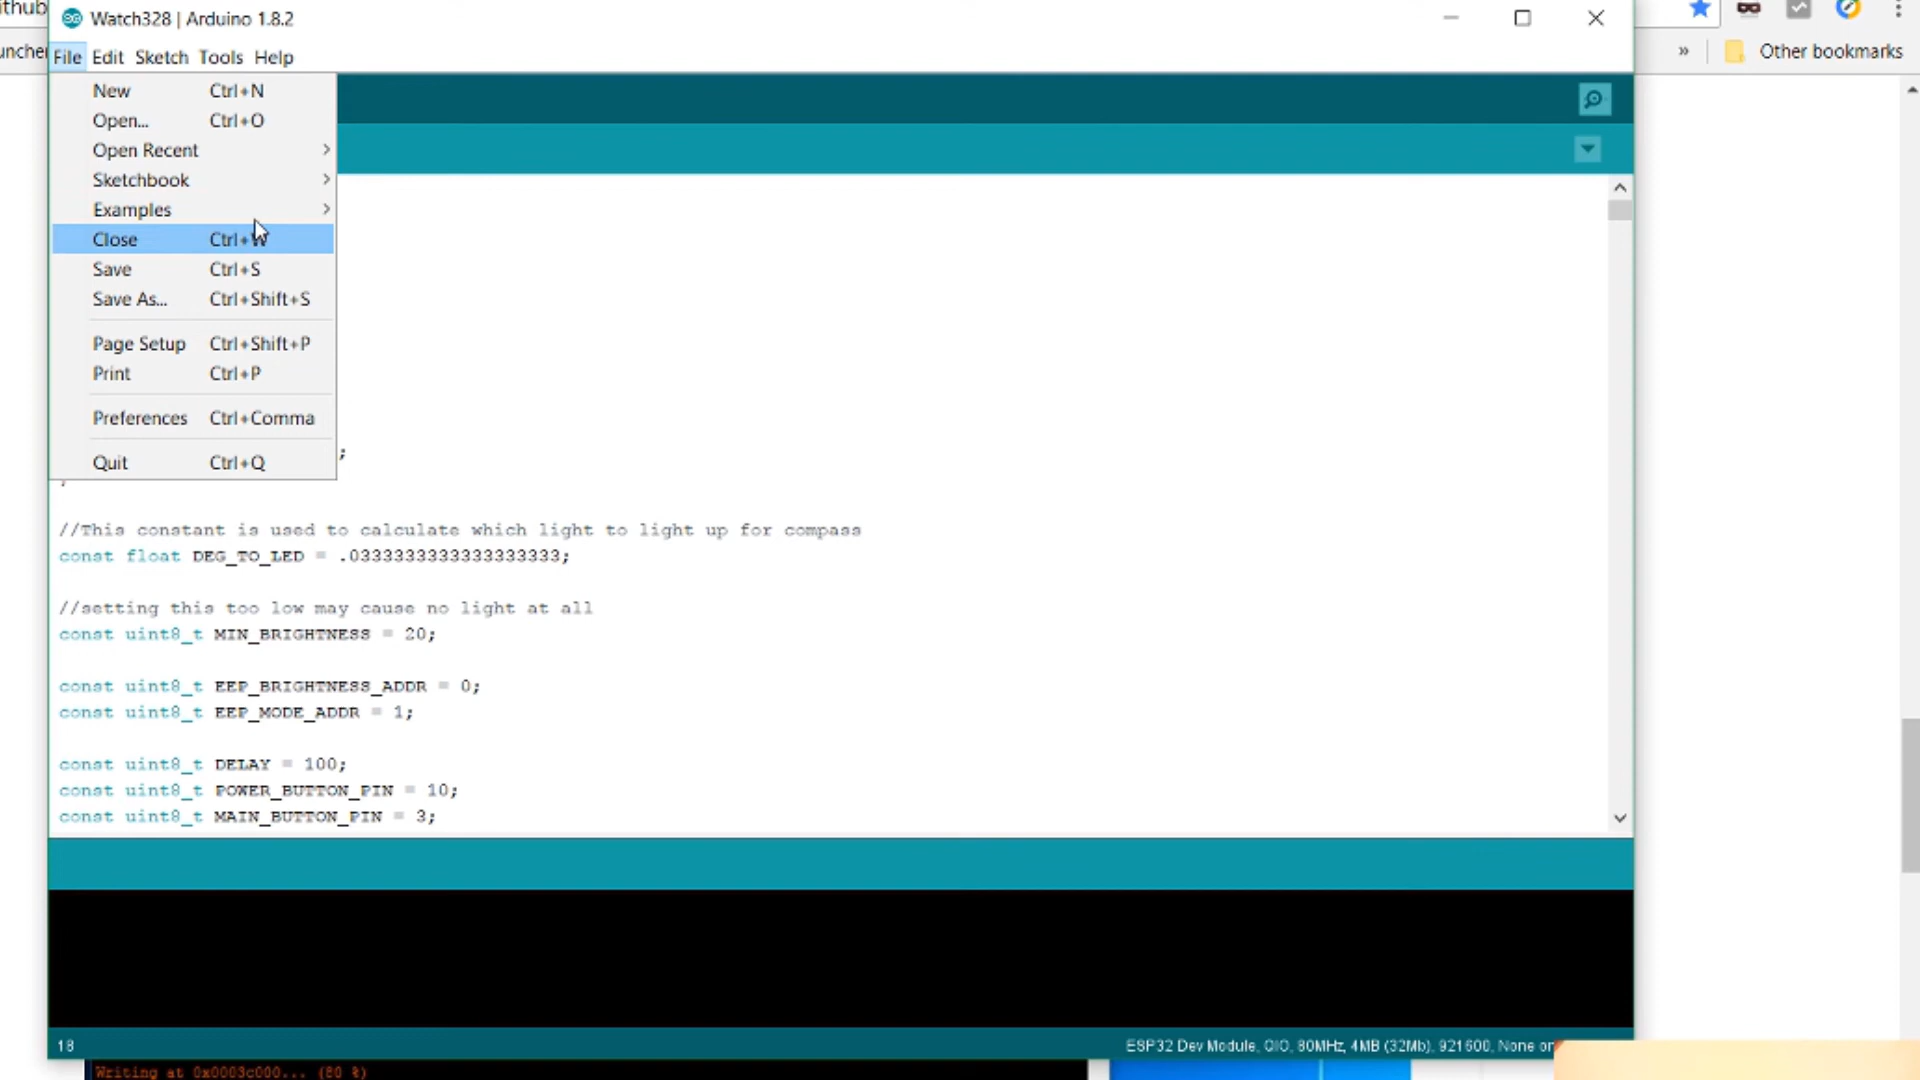 ithub
Watch328 | Arduino 1.8.2
uncher
File Edit Sketch Tools Help
» Other bookmarks
New Ctrl+N
Open... Ctrl+O
Open Recent
Sketchbook
Examples
Close Ctrl+W
Save Ctrl+S
Save As... Ctrl+Shift+S
Page Setup Ctrl+Shift+P
Print Ctrl+P
Preferences Ctrl+Comma
;
Quit Ctrl+Q
;
//This constant is used to calculate which light to light up for compass
const float DEG_TO_LED = .0333333333333333333;
//setting this too low may cause no light at all
const uint8_t MIN_BRIGHTNESS = 20;
const uint8_t EEP_BRIGHTNESS_ADDR = 0;
const uint8_t EEP_MODE_ADDR = 1;
const uint8_t DELAY = 100;
const uint8_t POWER_BUTTON_PIN = 10;
const uint8_t MAIN_BUTTON_PIN = 3;
18
ESP32 Dev Module, QIO, 80MHz, 4MB (32Mb), 921600, None on
Writing at 0x0003c000... (80 %)